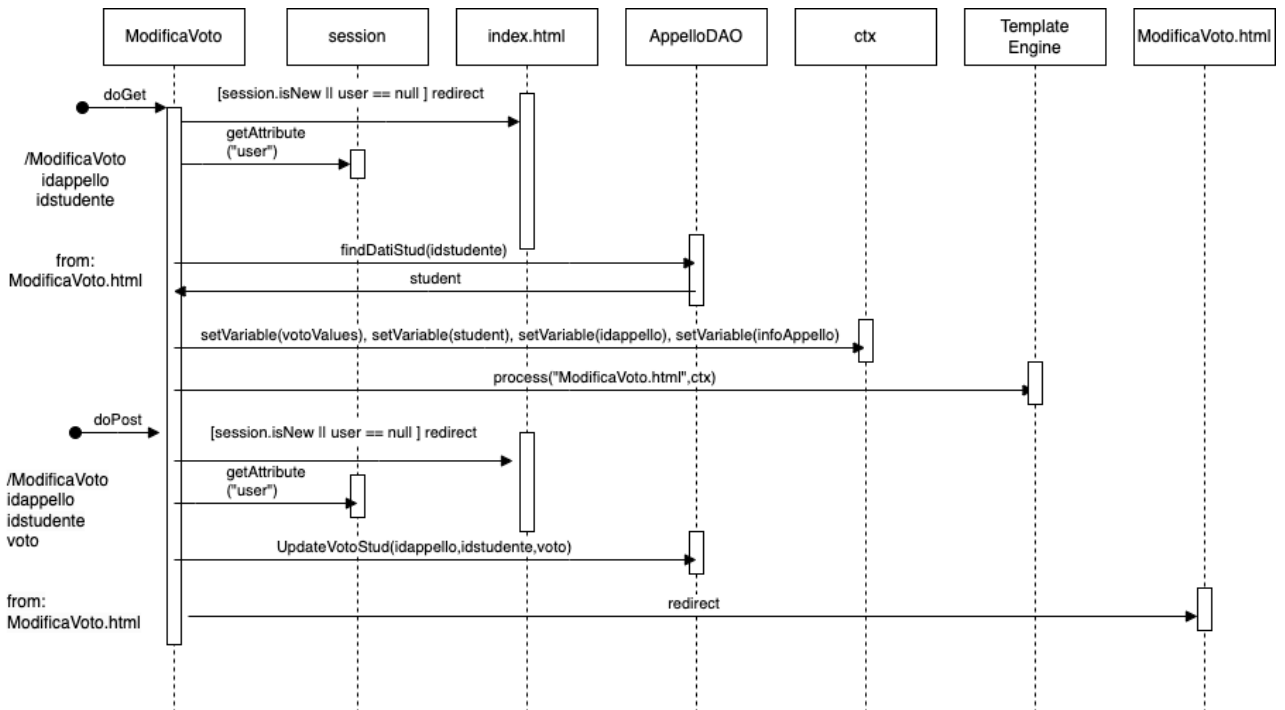 ModificaVoto
session
index.html
AppelloDAO
ctx
Template
Engine
ModificaVoto.html
doGet
[session.isNew || user == null ] redirect
getAttribute
("user")
/ModificaVoto
idappello
idstudente
findDatiStud(idstudente)
from:
ModificaVoto.html
student
setVariable(votoValues), setVariable(student), setVariable(idappello), setVariable(infoAppello)
process("ModificaVoto.html",ctx)
doPost
[session.isNew || user == null ] redirect
getAttribute
("user")
/ModificaVoto
idappello
idstudente
voto
UpdateVotoStud(idappello,idstudente,voto)
from:
ModificaVoto.html
redirect